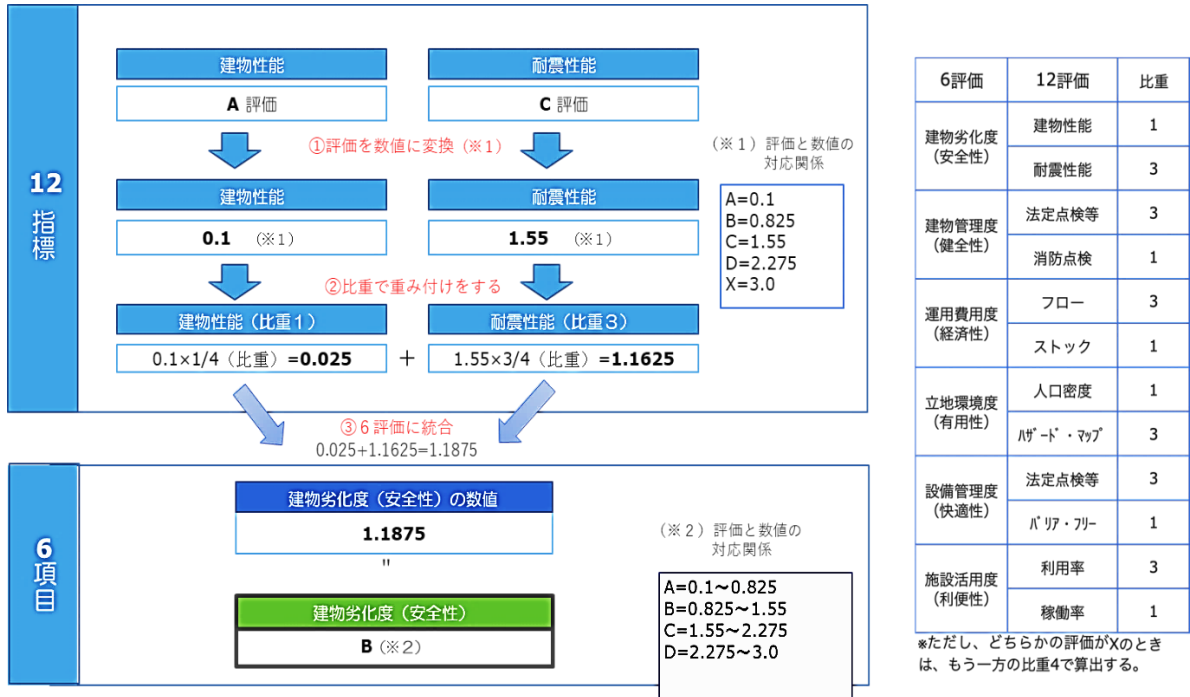 12
指
標
建物性能
耐震性能
A 評価
C 評価
①評価を数値に変換（※1）
（※1）評価と数値の
対応関係
建物性能
耐震性能
0.1 （※1）
1.55 （※1）
A=0.1
B=0.825
C=1.55
D=2.275
X=3.0
②比重で重み付けをする
建物性能（比重１）
耐震性能（比重３）
0.1×1/4（比重）=0.025
+
1.55×3/4（比重）=1.1625
③６評価に統合
0.025+1.1625=1.1875
6
項
目
建物劣化度（安全性）の数値
1.1875
"
建物劣化度（安全性）
B（※2）
（※２）評価と数値の
対応関係
A=0.1～0.825
B=0.825～1.55
C=1.55～2.275
D=2.275～3.0
6評価 12評価 比重
建物劣化度
（安全性）
建物性能 1
耐震性能 3
建物管理度
（健全性）
法定点検等 3
消防点検 1
運用費用度
（経済性）
フロー 3
ストック 1
立地環境度
（有用性）
人口密度 1
ﾊｻﾞｰﾄﾞ・ﾏｯﾌﾟ 3
設備管理度
（快適性）
法定点検等 3
ﾊﾞﾘｱ・ﾌﾘｰ 1
施設活用度
（利便性）
利用率 3
稼働率 1
※ただし、どちらかの評価がXのとき
は、もう一方の比重4で算出する。